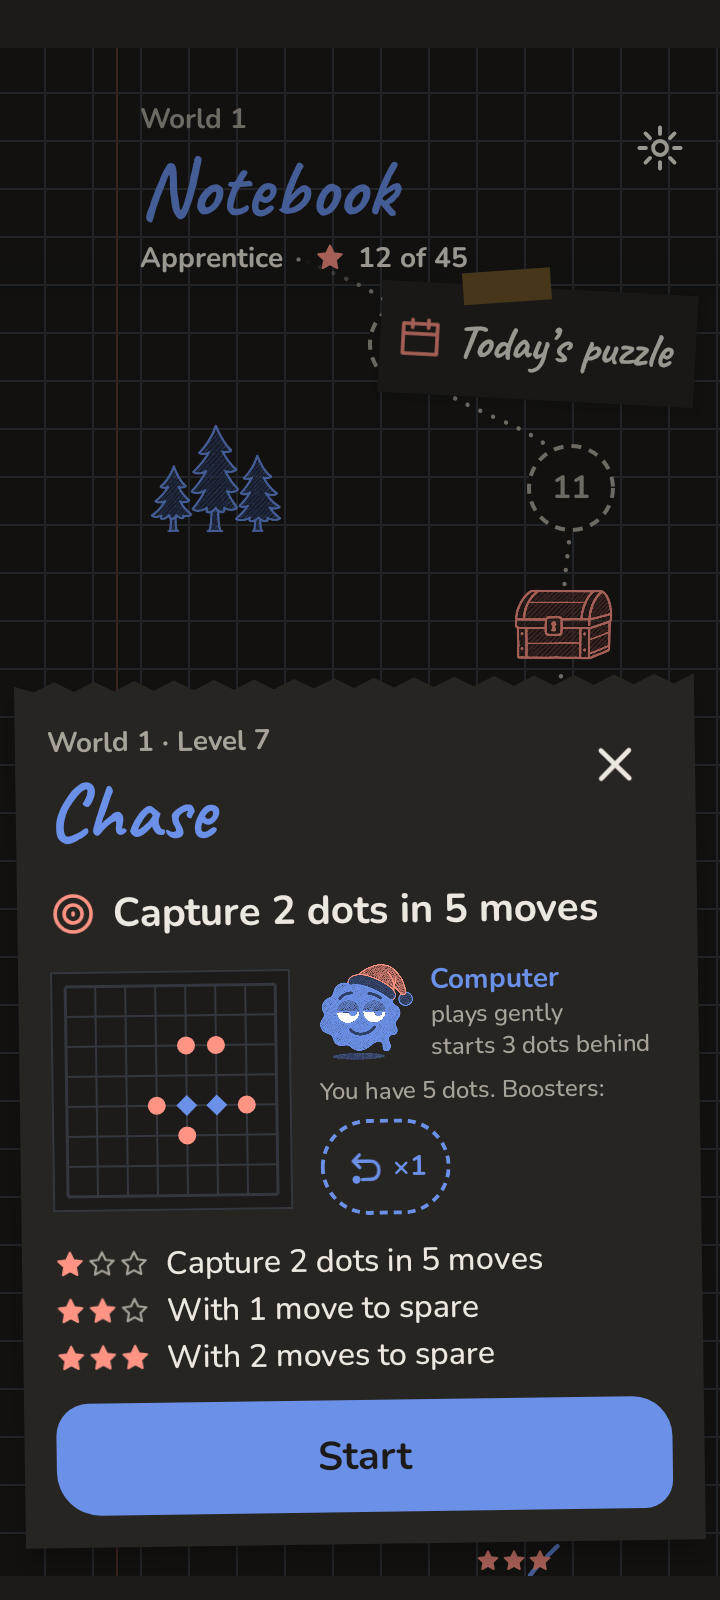 World 1
Notebook
Apprentice · 12 of 45
Today's puzzle
11
World 1 · Level 7
Chase
Capture 2 dots in 5 moves
Computer
plays gently
starts 3 dots behind
You have 5 dots. Boosters:
×1
Capture 2 dots in 5 moves
With 1 move to spare
With 2 moves to spare
Start